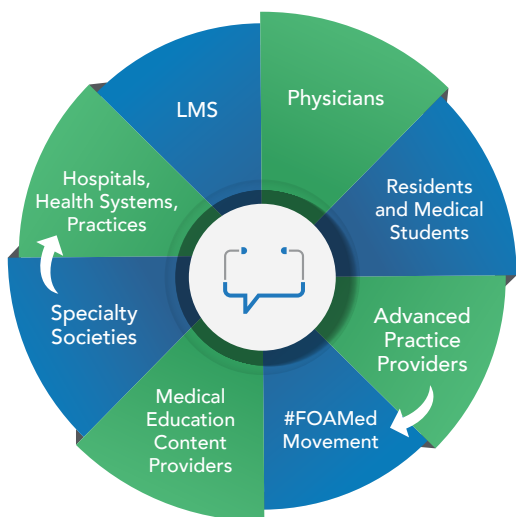 Physicians
Residents
and Medical
Students
Advanced
Practice
Providers
#FOAMed
Movement
Medical
Education
Content
Providers
Specialty
Societies
Hospitals,
Health Systems,
Practices
LMS